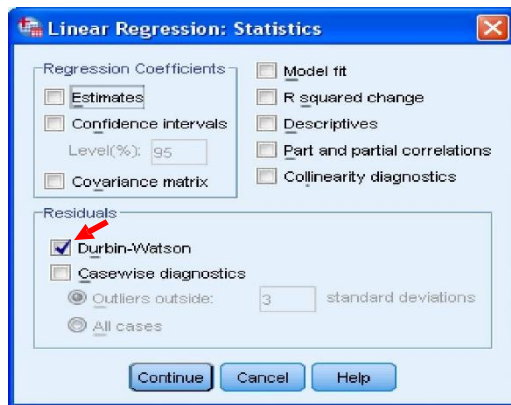 Linear Regression: Statistics
Regression Coefficients
Estimates
Confidence intervals
Level(%): 95
Covariance matrix
Model fit
R squared change
Descriptives
Part and partial correlations
Collinearity diagnostics
Residuals
Durbin-Watson
Casewise diagnostics
Outliers outside: 3 standard deviations
All cases
Continue Cancel Help